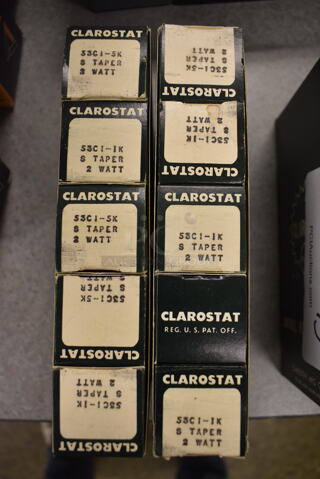 CLAROSTAT
53C1-5K
S TAPER
2 WATT
CLAROSTAT
53C1-1K
S TAPER
2 WATT
CLAROSTAT
53C1-5K
S TAPER
2 WATT
CLAROSTAT
53C1-5K
S TAPER
2 WATT
CLAROSTAT
53C1-1K
S TAPER
2 WATT
CLAROSTAT
53C1-5K
S TAPER
2 WATT
CLAROSTAT
53C1-1K
S TAPER
2 WATT
CLAROSTAT
53C1-1K
S TAPER
2 WATT
CLAROSTAT
REG. U. S. PAT. OFF.
CLAROSTAT
53C1-1K
S TAPER
2 WATT